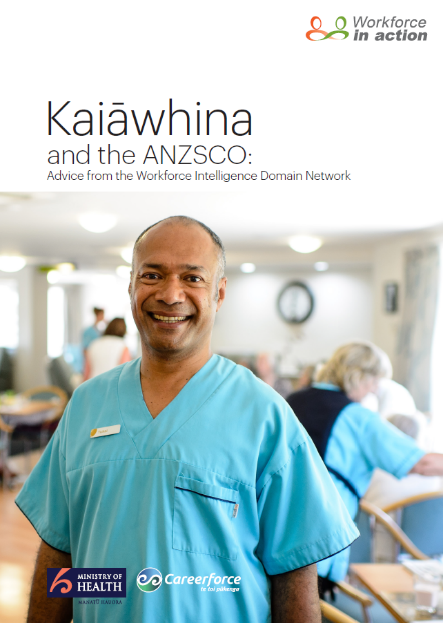 Workforce
in action
Kaiāwhina
and the ANZSCO:
Advice from the Workforce Intelligence Domain Network
MINISTRY OF
HEALTH
MANATŪ HAUORA
Careerforce
te toi pūkenga